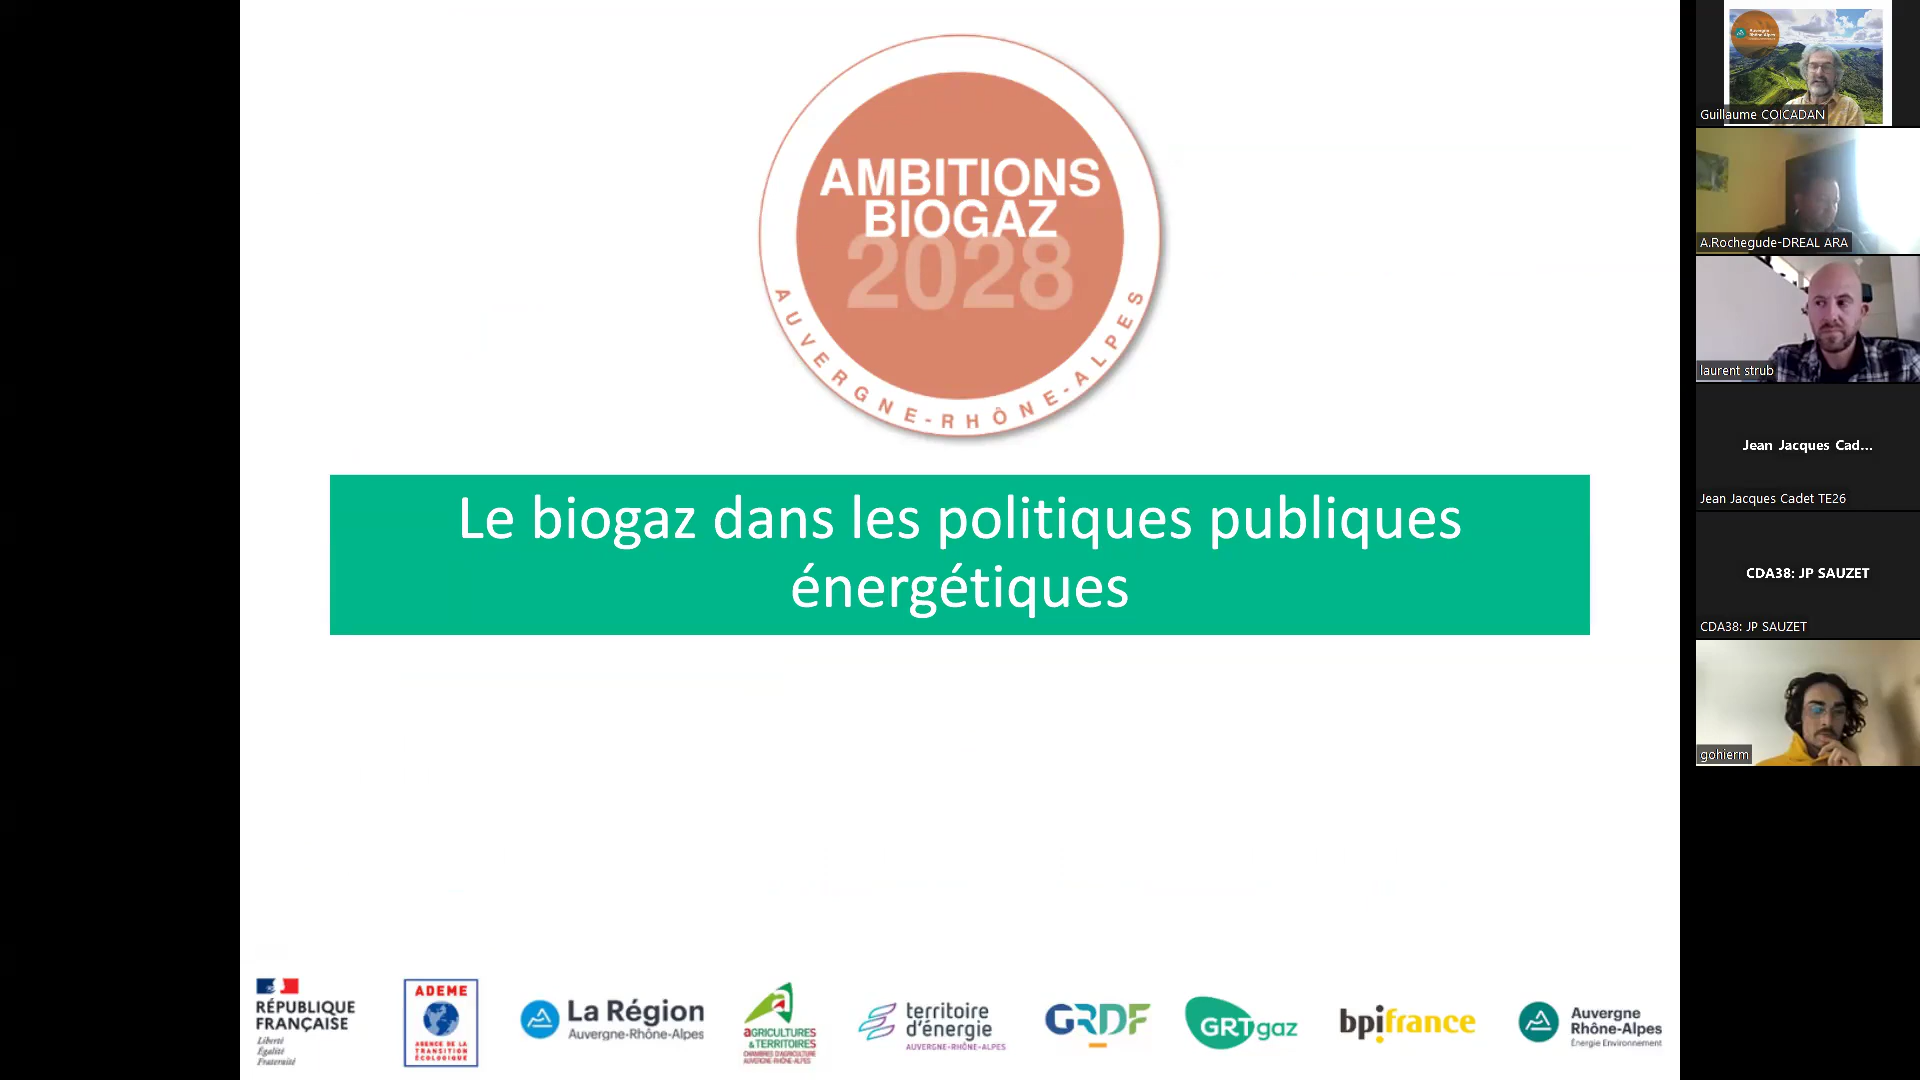 AMBITIONS
BIOGAZ
2028
AUVERGNE-RHÔNE-ALPES
Le biogaz dans les politiques publiques
énergétiques
RÉPUBLIQUE
FRANÇAISE
Liberté
Égalité
Fraternité
ADEME
AGENCE DE LA
TRANSITION
ÉCOLOGIQUE
La Région
Auvergne-Rhône-Alpes
AGRICULTURES
& TERRITOIRES
CHAMBRES D'AGRICULTURE
AUVERGNE-RHÔNE-ALPES
territoire
d'énergie
AUVERGNE-RHÔNE-ALPES
GRDF
GRTgaz
bpifrance
Auvergne
Rhône-Alpes
Énergie Environnement
Auvergne
Rhône-Alpes
Guillaume COICADAN
A.Rochegude-DREAL ARA
laurent strub
Jean Jacques Cad...
Jean Jacques Cadet TE26
CDA38: JP SAUZET
CDA38: JP SAUZET
gohierm